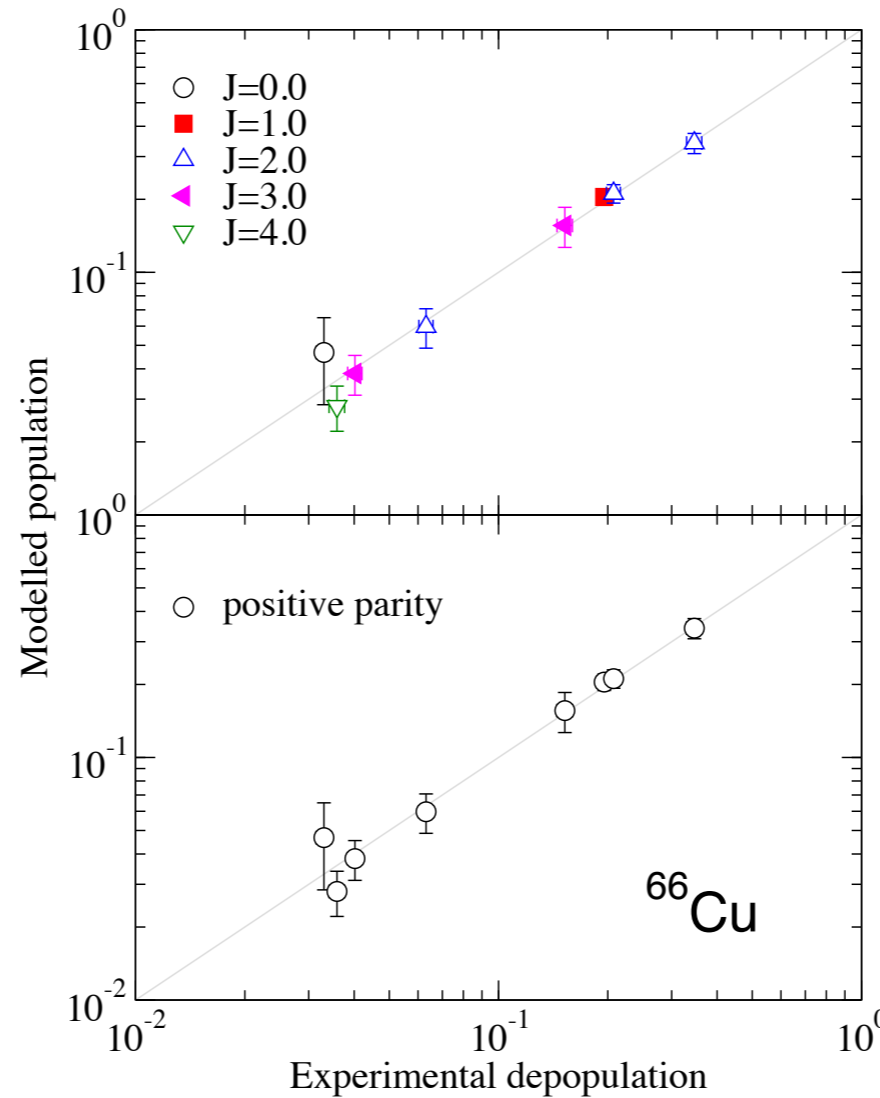 10^0
J=0.0
J=1.0
J=2.0
J=3.0
J=4.0
10^-1
10^0
Modelled population
positive parity
10^-1
^66Cu
10^-2
10^-2 10^-1 10^0
Experimental depopulation